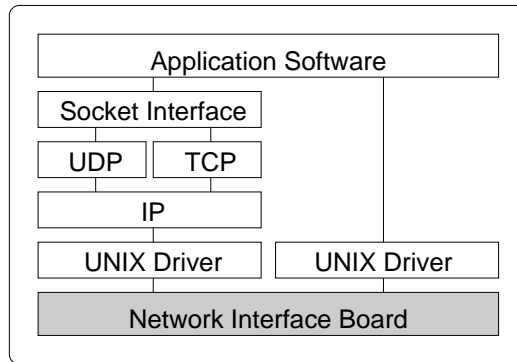 Application Software
Socket Interface
UDP TCP
IP
UNIX Driver UNIX Driver
Network Interface Board